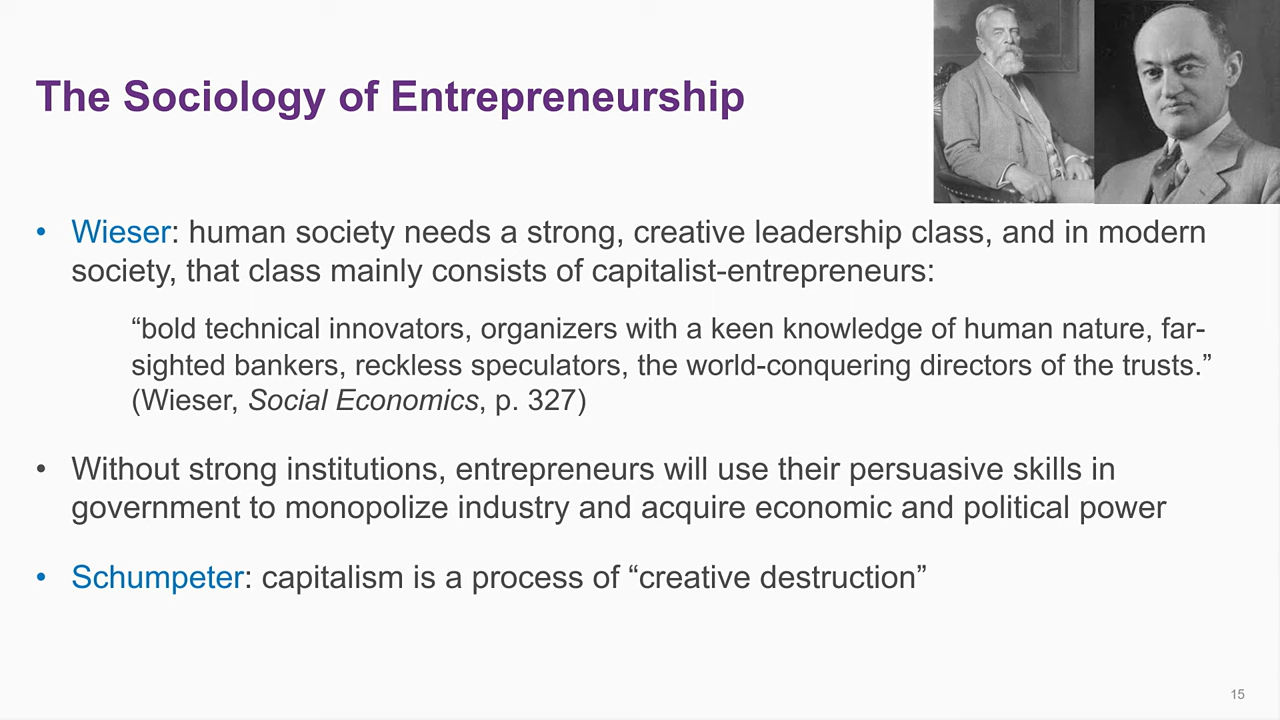 The Sociology of Entrepreneurship
• Wieser: human society needs a strong, creative leadership class, and in modern
society, that class mainly consists of capitalist-entrepreneurs:
“bold technical innovators, organizers with a keen knowledge of human nature, far-
sighted bankers, reckless speculators, the world-conquering directors of the trusts.”
(Wieser, Social Economics, p. 327)
• Without strong institutions, entrepreneurs will use their persuasive skills in
government to monopolize industry and acquire economic and political power
• Schumpeter: capitalism is a process of “creative destruction”
15